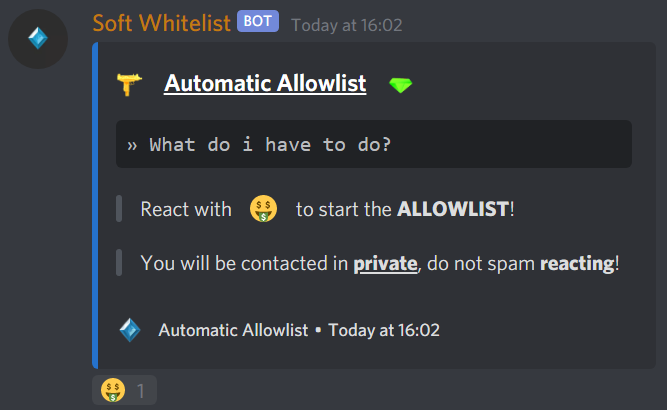 Soft Whitelist BOT Today at 16:02
Automatic Allowlist
» What do i have to do?
React with to start the ALLOWLIST!
You will be contacted in private, do not spam reacting!
Automatic Allowlist • Today at 16:02
1